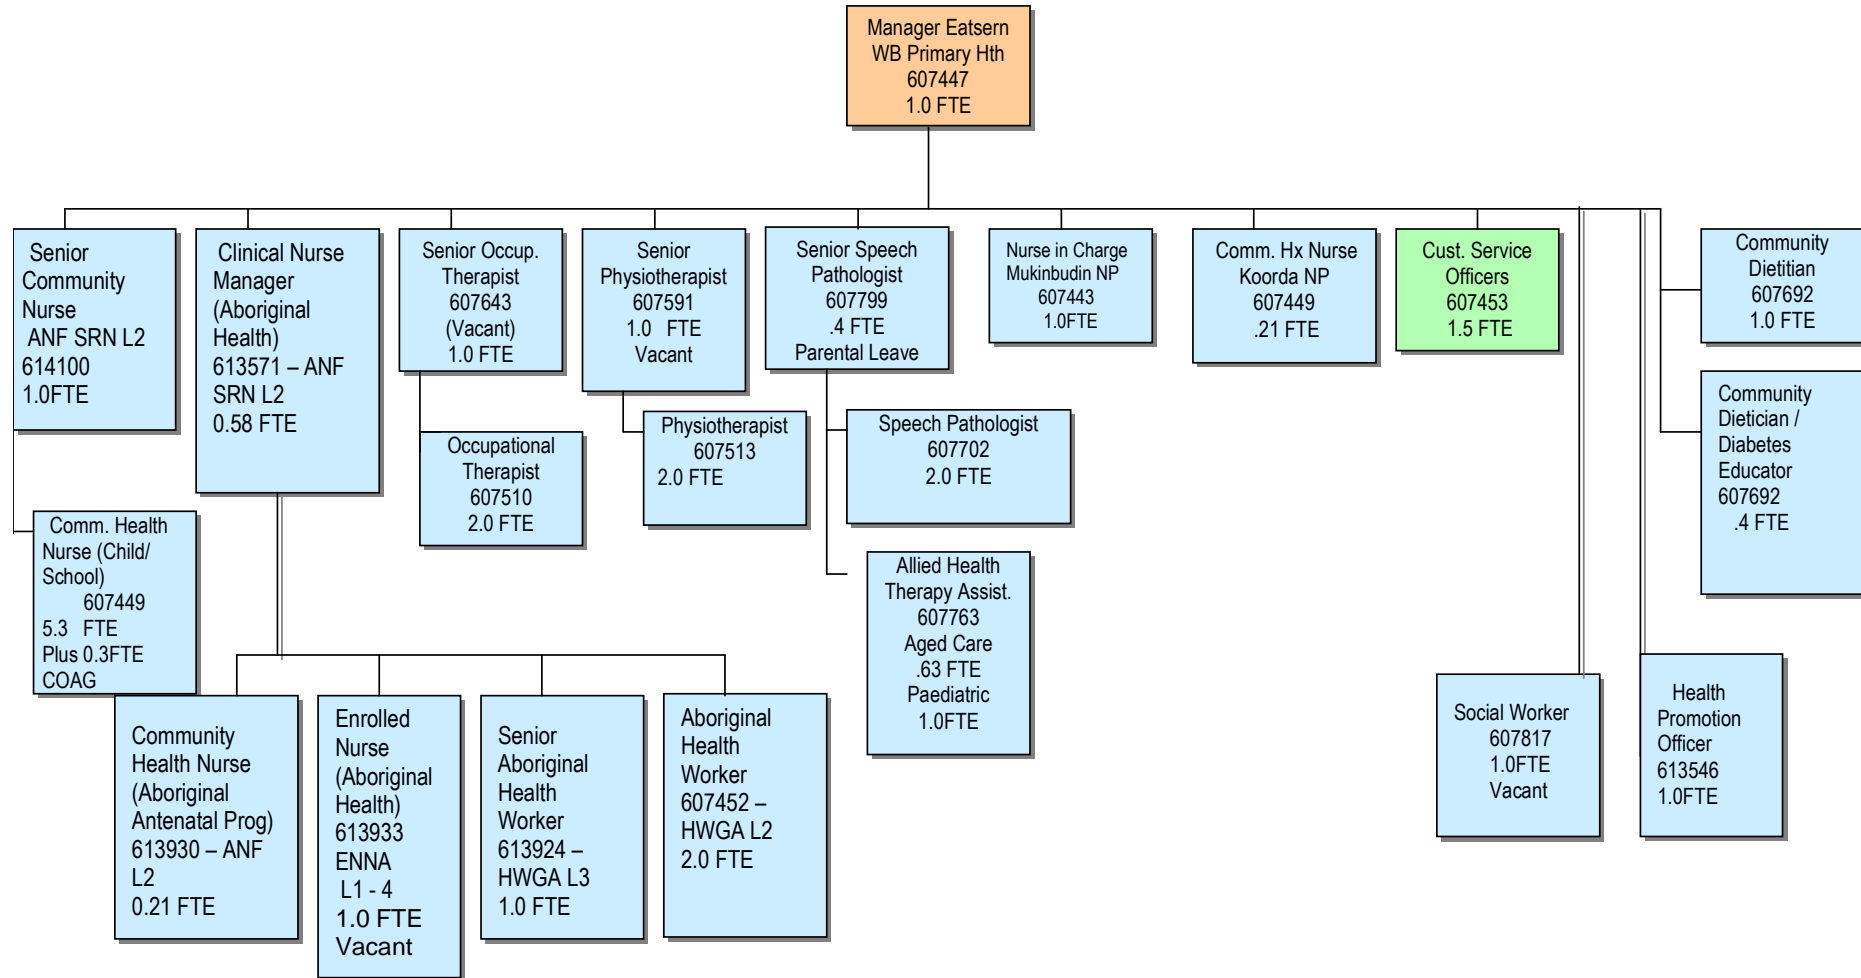 Manager Eatsern
WB Primary Hth
607447
1.0 FTE
Senior
Community
Nurse
ANF SRN L2
614100
1.0FTE
Clinical Nurse
Manager
(Aboriginal
Health)
613571 – ANF
SRN L2
0.58 FTE
Senior Occup.
Therapist
607643
(Vacant)
1.0 FTE
Senior
Physiotherapist
607591
1.0 FTE
Vacant
Senior Speech
Pathologist
607799
.4 FTE
Parental Leave
Nurse in Charge
Mukinbudin NP
607443
1.0FTE
Comm. Hx Nurse
Koorda NP
607449
.21 FTE
Cust. Service
Officers
607453
1.5 FTE
Community
Dietitian
607692
1.0 FTE
Community
Dietician /
Diabetes
Educator
607692
.4 FTE
Occupational
Therapist
607510
2.0 FTE
Physiotherapist
607513
2.0 FTE
Speech Pathologist
607702
2.0 FTE
Allied Health
Therapy Assist.
607763
Aged Care
.63 FTE
Paediatric
1.0FTE
Comm. Health
Nurse (Child/
School)
607449
5.3 FTE
Plus 0.3FTE
COAG
Community
Health Nurse
(Aboriginal
Antenatal Prog)
613930 – ANF
L2
0.21 FTE
Enrolled
Nurse
(Aboriginal
Health)
613933
ENNA
L1 - 4
1.0 FTE
Vacant
Senior
Aboriginal
Health
Worker
613924 –
HWGA L3
1.0 FTE
Aboriginal
Health
Worker
607452 –
HWGA L2
2.0 FTE
Social Worker
607817
1.0FTE
Vacant
Health
Promotion
Officer
613546
1.0FTE